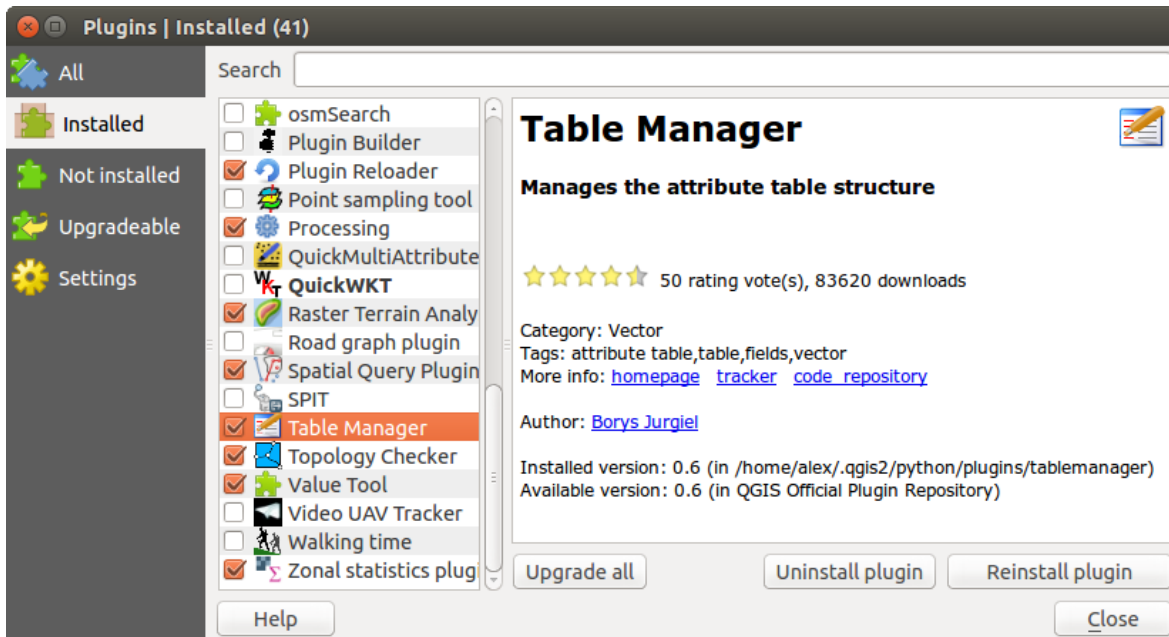 Plugins | Installed (41)
All
Installed
Not installed
Upgradeable
Settings
Search
osmSearch
Plugin Builder
Plugin Reloader
Point sampling tool
Processing
QuickMultiAttribute
WKT QuickWKT
Raster Terrain Analy
Road graph plugin
Spatial Query Plugin
SPIT
Table Manager
Topology Checker
Value Tool
Video UAV Tracker
Walking time
Σ Zonal statistics plugi
Help
Table Manager
Manages the attribute table structure
50 rating vote(s), 83620 downloads
Category: Vector
Tags: attribute table,table,fields,vector
More info: homepage tracker code repository
Author: Borys Jurgiel
Installed version: 0.6 (in /home/alex/.qgis2/python/plugins/tablemanager)
Available version: 0.6 (in QGIS Official Plugin Repository)
Upgrade all
Uninstall plugin
Reinstall plugin
Close